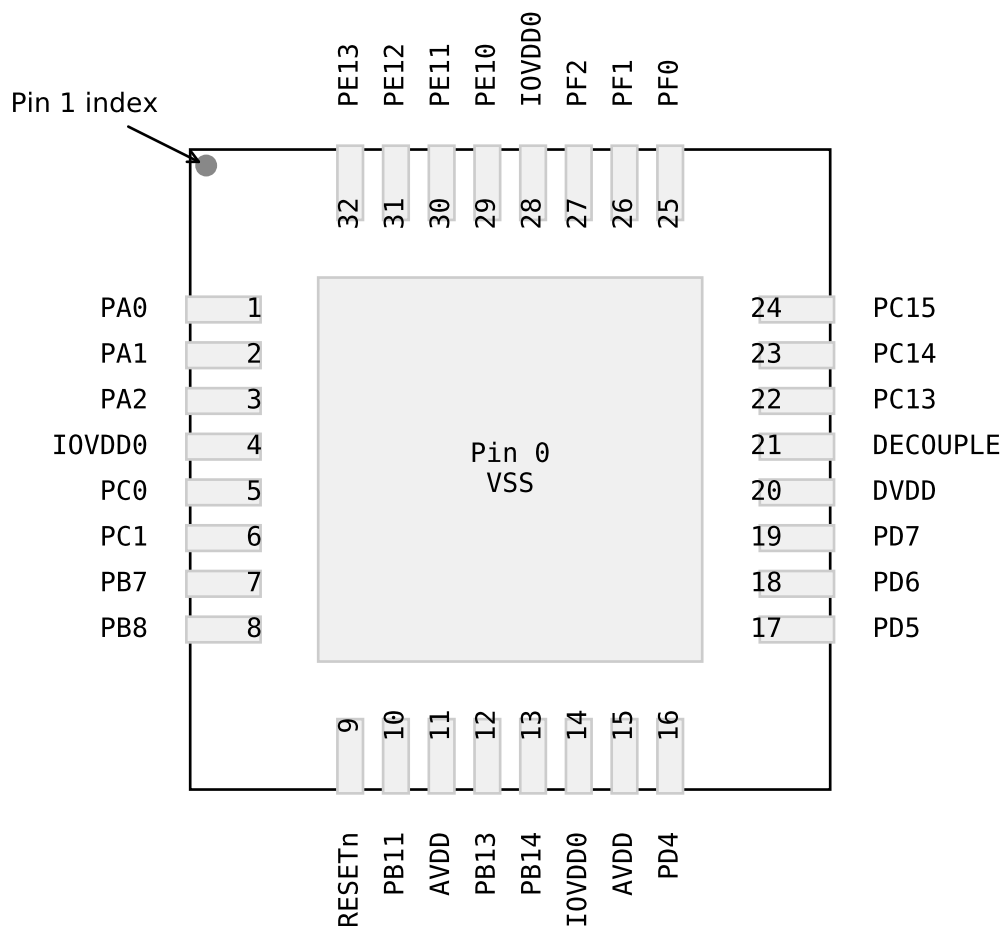 PE13
PE12
PE11
PE10
IOVDD0
PF2
PF1
PF0
Pin 1 index
32
31
30
29
28
27
26
25
PA0 1
PA1 2
PA2 3
IOVDD0 4
PC0 5
PC1 6
PB7 7
PB8 8
Pin 0
VSS
24 PC15
23 PC14
22 PC13
21 DECOUPLE
20 DVDD
19 PD7
18 PD6
17 PD5
9
10
11
12
13
14
15
16
RESETn
PB11
AVDD
PB13
PB14
IOVDD0
AVDD
PD4